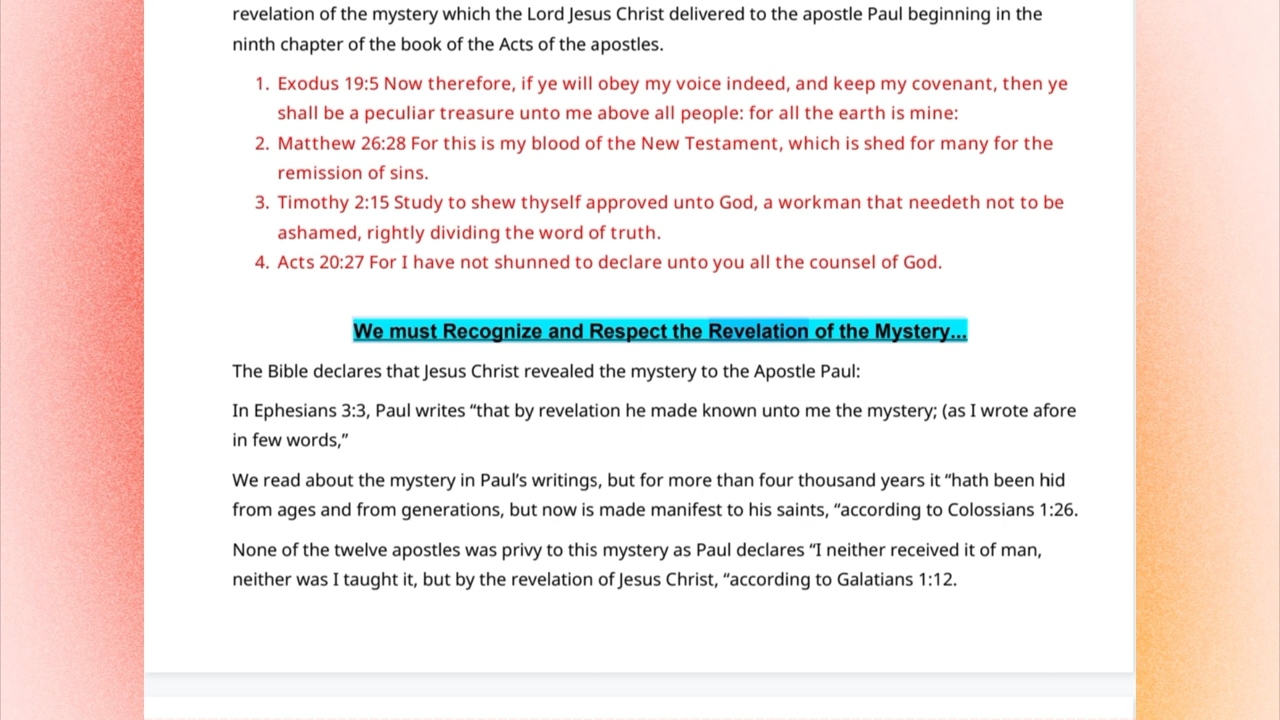 revelation of the mystery which the Lord Jesus Christ delivered to the apostle Paul beginning in the
ninth chapter of the book of the Acts of the apostles.
1. Exodus 19:5 Now therefore, if ye will obey my voice indeed, and keep my covenant, then ye
shall be a peculiar treasure unto me above all people: for all the earth is mine:
2. Matthew 26:28 For this is my blood of the New Testament, which is shed for many for the
remission of sins.
3. Timothy 2:15 Study to shew thyself approved unto God, a workman that needeth not to be
ashamed, rightly dividing the word of truth.
4. Acts 20:27 For I have not shunned to declare unto you all the counsel of God.
We must Recognize and Respect the Revelation of the Mystery...
The Bible declares that Jesus Christ revealed the mystery to the Apostle Paul:
In Ephesians 3:3, Paul writes “that by revelation he made known unto me the mystery; (as I wrote afore
in few words,”
We read about the mystery in Paul’s writings, but for more than four thousand years it “hath been hid
from ages and from generations, but now is made manifest to his saints, “according to Colossians 1:26.
None of the twelve apostles was privy to this mystery as Paul declares “I neither received it of man,
neither was I taught it, but by the revelation of Jesus Christ, “according to Galatians 1:12.